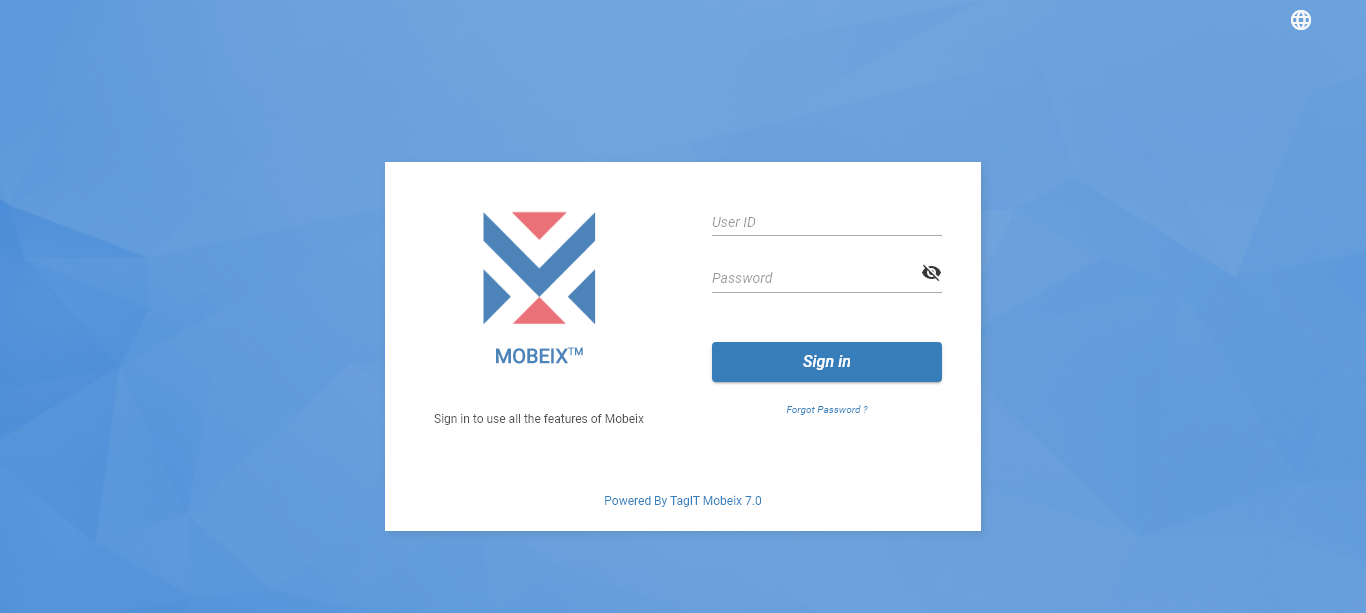 User ID
Password
MOBEIX™
Sign in
Forgot Password ?
Sign in to use all the features of Mobeix
Powered By TagIT Mobeix 7.0